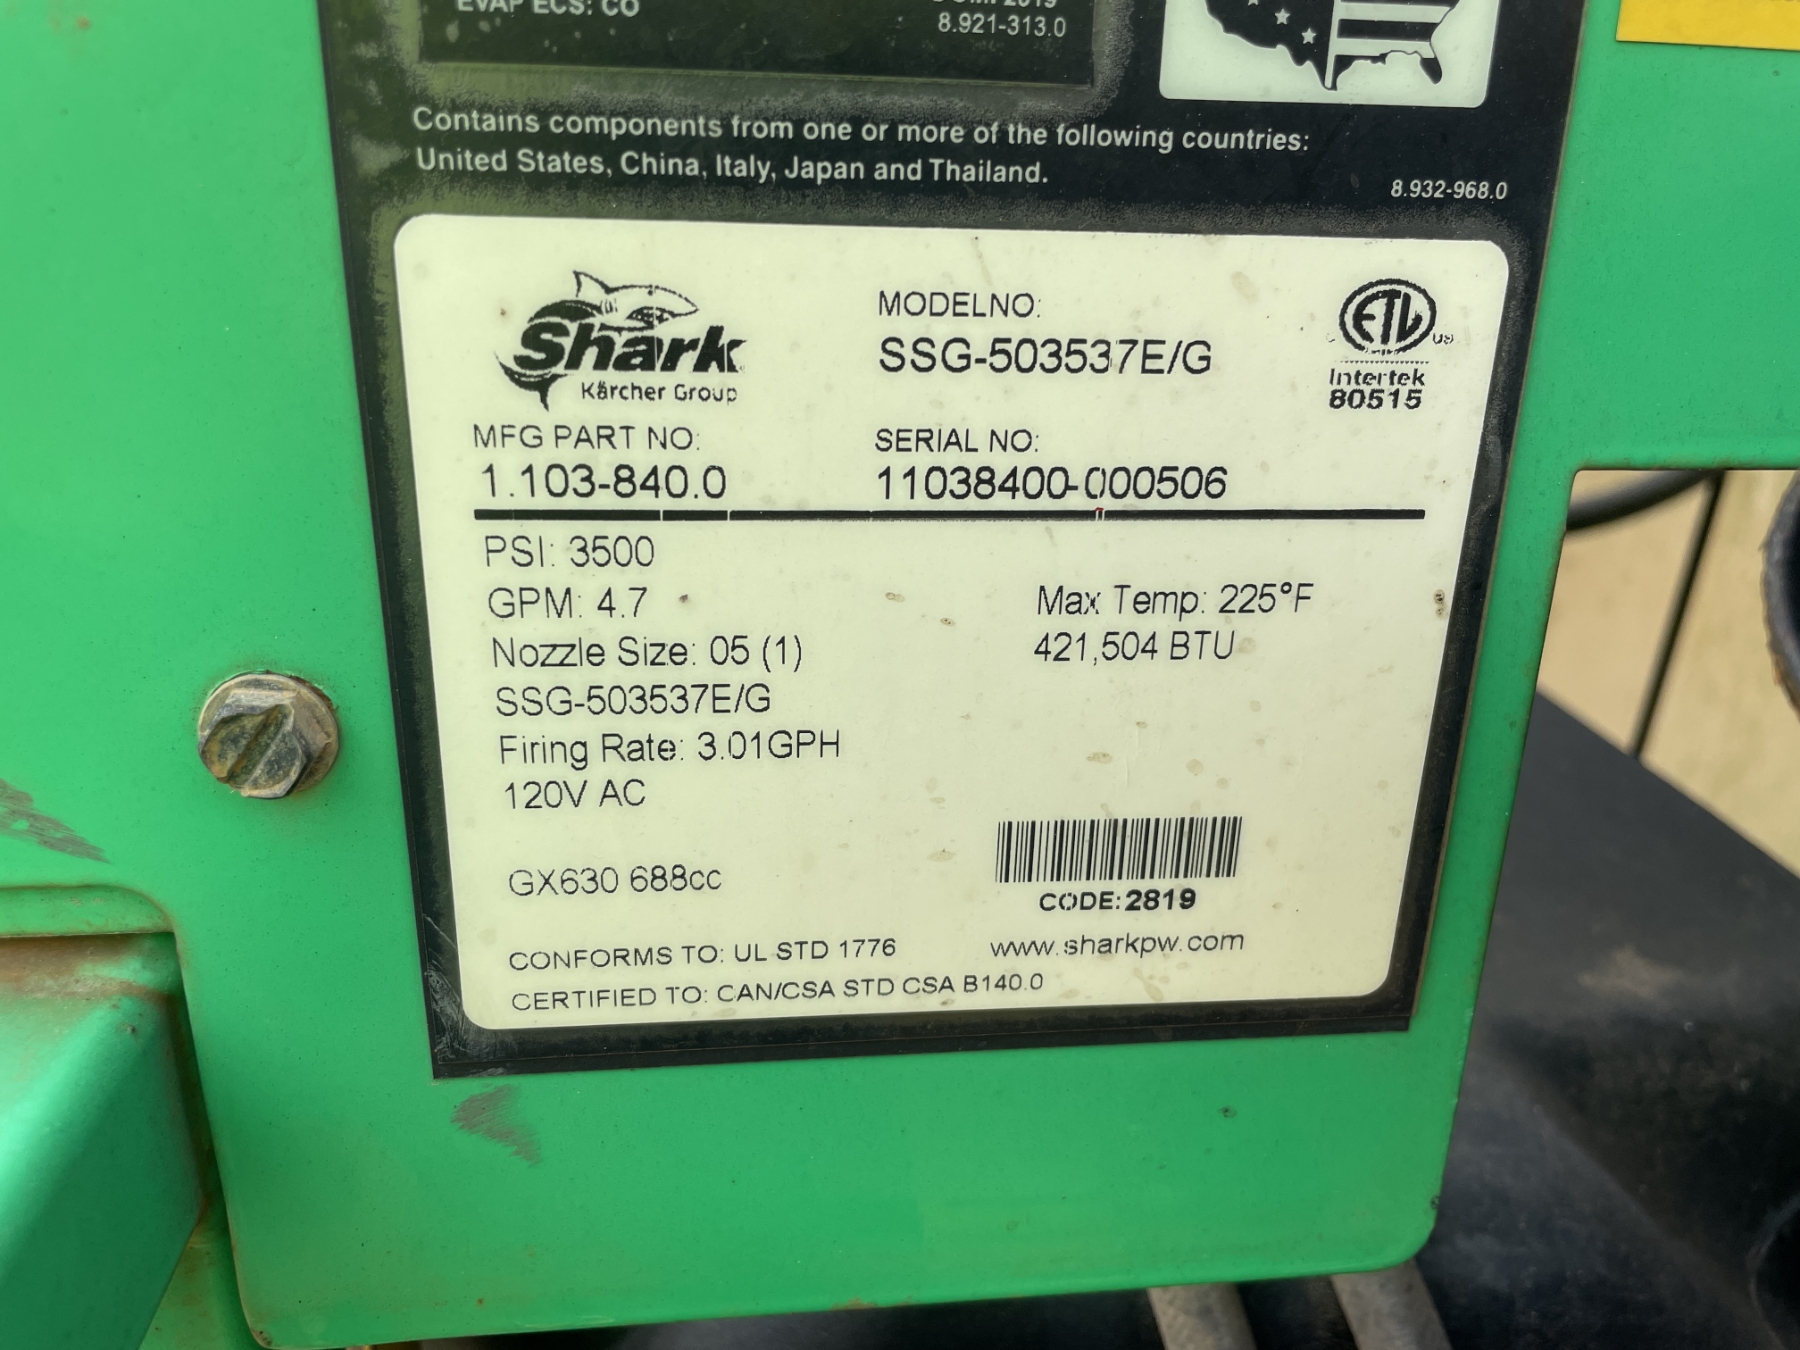 EVAP ECS: CO
2819
8.921-313.0
Contains components from one or more of the following countries:
United States, China, Italy, Japan and Thailand.
8.932-968.0
Shark
Kärcher Group
MODELNO:
SSG-503537E/G
ETL
US
Intertek
80515
MFG PART NO:
1.103-840.0
SERIAL NO:
11038400-000506
PSI: 3500
GPM: 4.7
Nozzle Size: 05 (1)
SSG-503537E/G
Firing Rate: 3.01GPH
120V AC
Max Temp: 225°F
421,504 BTU
GX630 688cc
CODE:2819
CONFORMS TO: UL STD 1776
www.sharkpw.com
CERTIFIED TO: CAN/CSA STD CSA B140.0